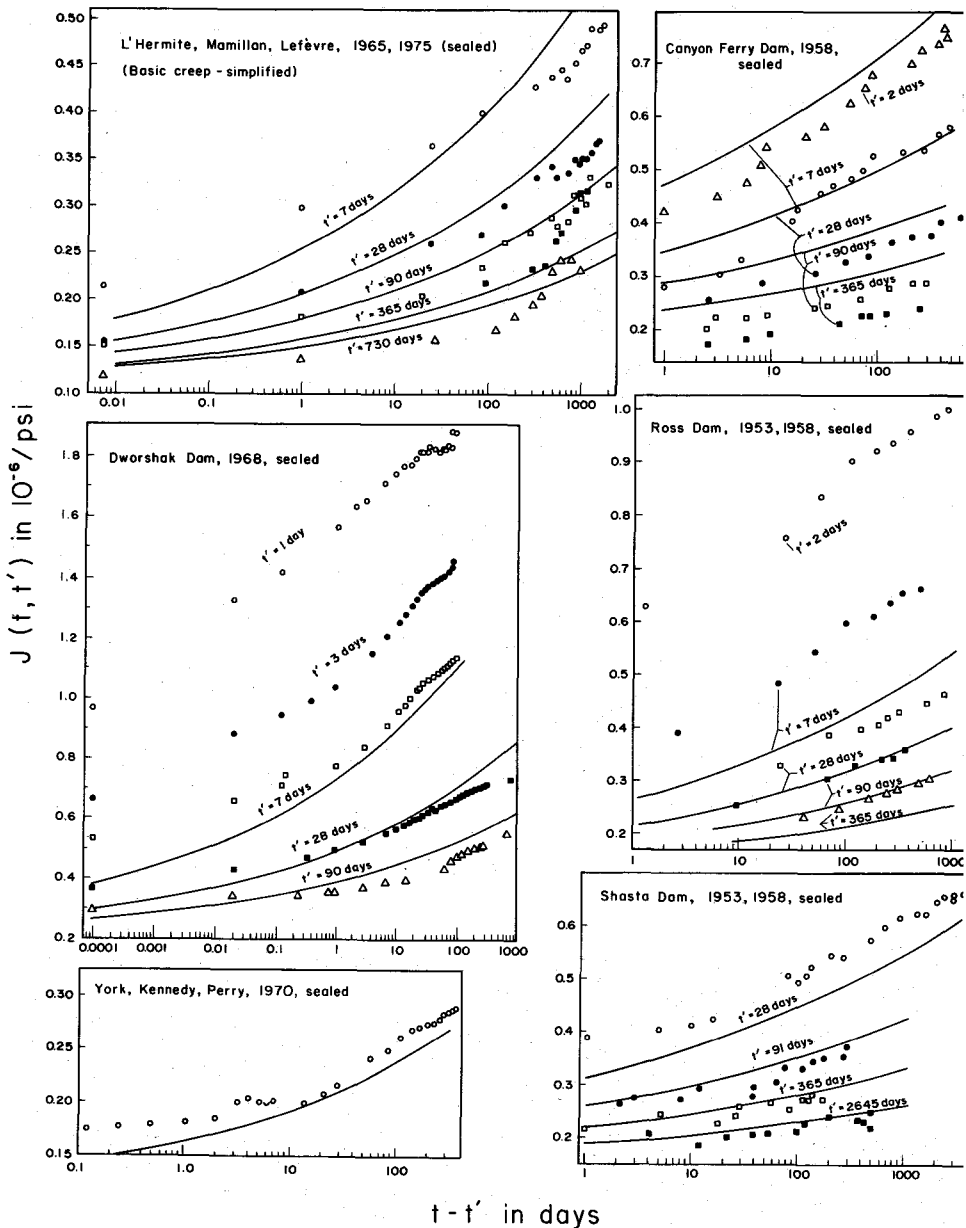 J (t, t') in 10⁻⁶/psi
0.50
0.45
0.40
0.35
0.30
0.25
0.20
0.15
0.10
L'Hermite, Mamillan, Lefèvre, 1965, 1975 (sealed)
(Basic creep - simplified)
t' = 7 days
t' = 28 days
t' = 90 days
t' = 365 days
t' = 730 days
0.01
0.1
1
10
100
1000
0.7
0.6
0.5
0.4
0.3
0.2
Canyon Ferry Dam, 1958,
sealed
t' = 2 days
t' = 7 days
t' = 28 days
t' = 90 days
t' = 365 days
1
10
100
1.8
1.6
1.4
1.2
1.0
0.8
0.6
0.4
0.2
Dworshak Dam, 1968, sealed
t' = 1 day
t' = 3 days
t' = 7 days
t' = 28 days
t' = 90 days
0.0001
0.001
0.01
0.1
1
10
100
1000
1.0
0.9
0.8
0.7
0.6
0.5
0.4
0.3
0.2
Ross Dam, 1953, 1958, sealed
t' = 2 days
t' = 7 days
t' = 28 days
t' = 90 days
t' = 365 days
1
10
100
1000
0.30
0.25
0.20
0.15
York, Kennedy, Perry, 1970, sealed
0.1
1
10
100
0.6
0.5
0.4
0.3
0.2
Shasta Dam, 1953, 1958, sealed
t' = 28 days
t' = 91 days
t' = 365 days
t' = 2645 days
1
10
100
1000
t - t' in days